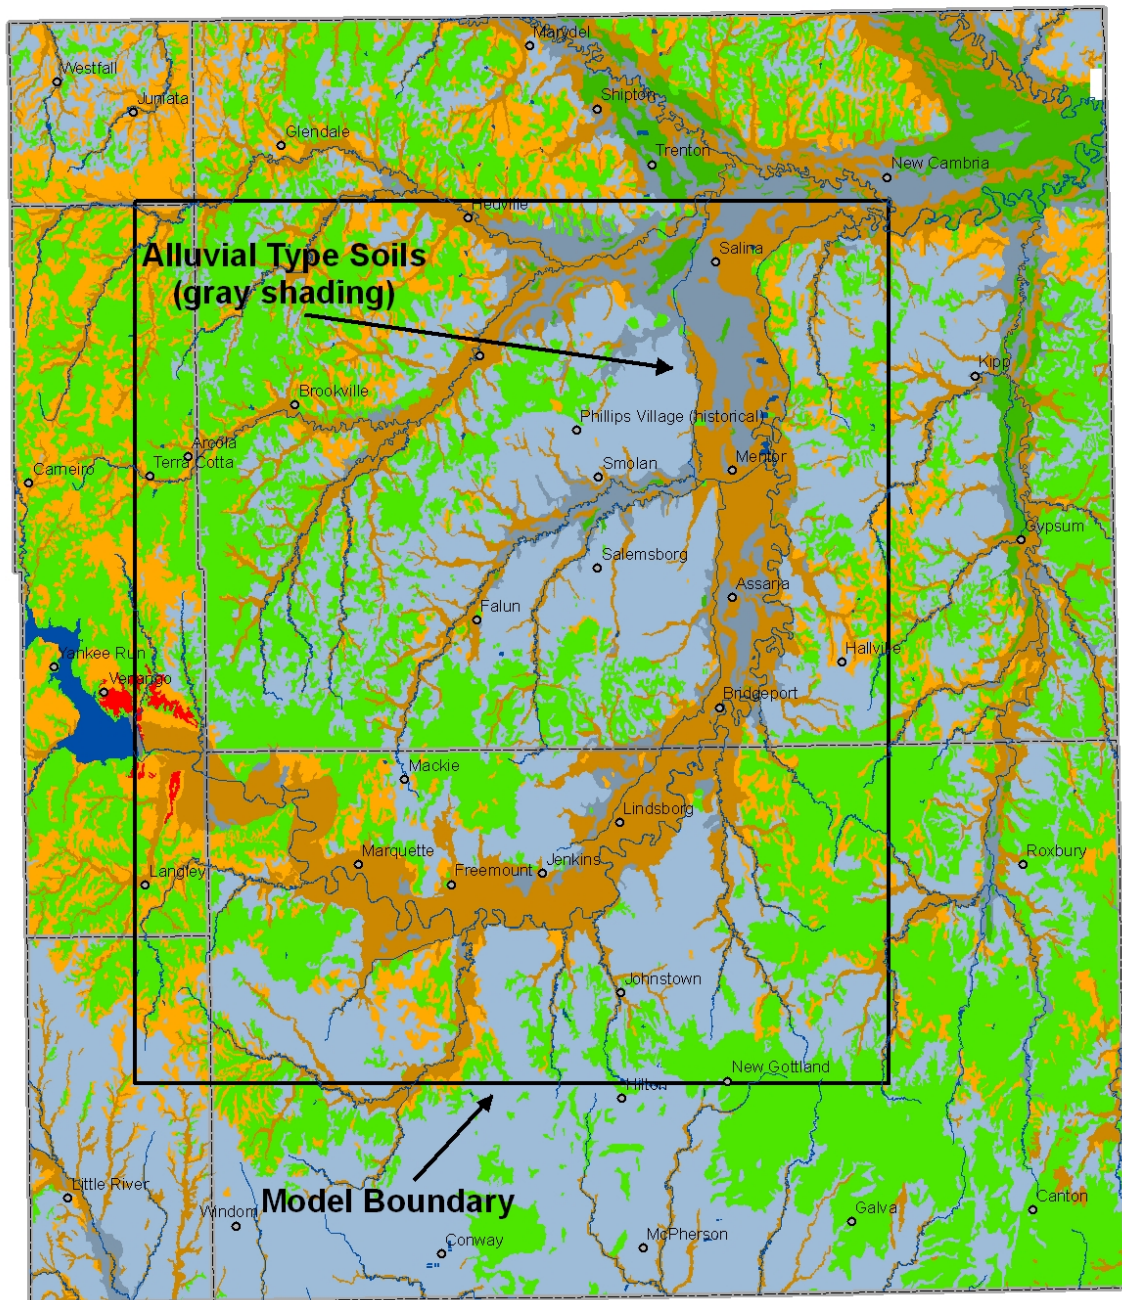 Marydel
Westfall
Juniata
Shipton
Glendale
Trenton
New Cambria
Hedville
Salina
Alluvial Type Soils
(gray shading)
Kipp
Brookville
Phillips Village (historical)
Arcola
Terra Cotta
Carneiro
Smolan
Mentor
Gypsum
Salemsborg
Assaria
Falun
Hallville
Yankee Run
Venango
Bridgeport
Mackie
Lindsborg
Marquette
Jenkins
Freemount
Roxbury
Langley
Johnstown
New Gottland
Hilton
Little River
Model Boundary
Windom
Galva
Canton
Conway
McPherson